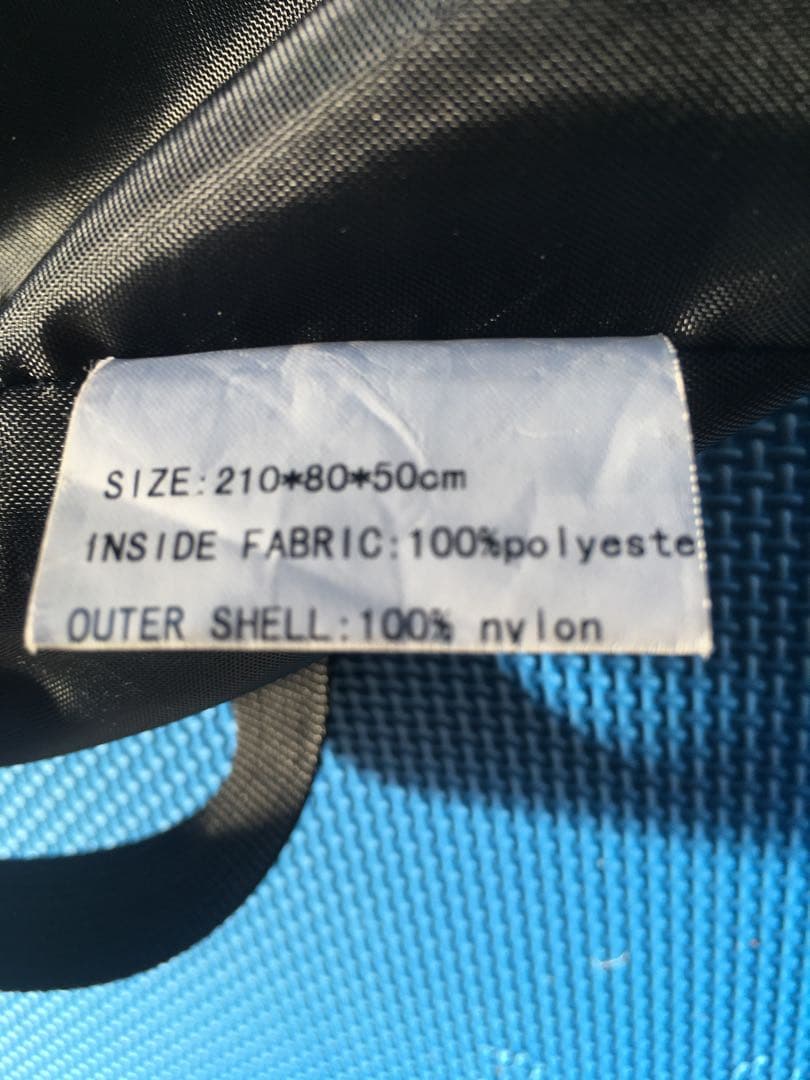 SIZE:210*80*50cm
INSIDE FABRIC:100%polyeste
OUTER SHELL:100% nylon